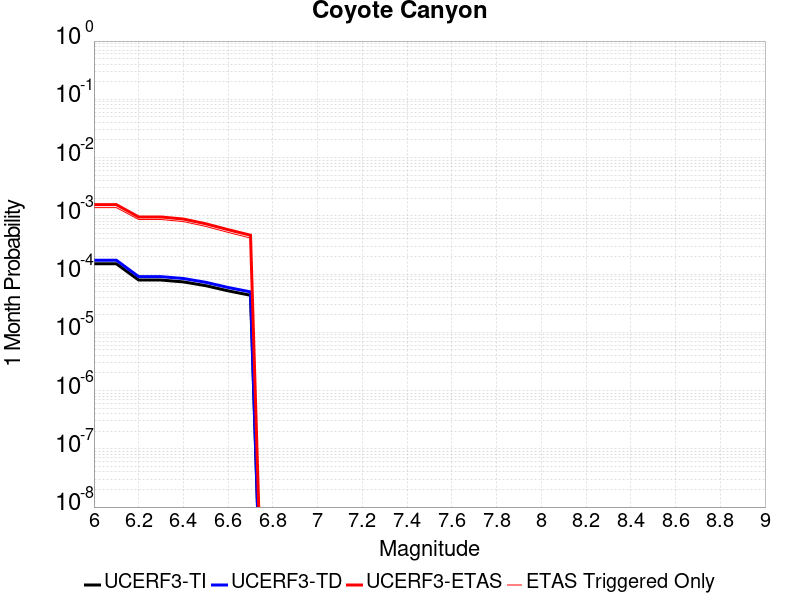 Coyote Canyon
10^0
10^-1
10^-2
10^-3
10^-4
10^-5
10^-6
10^-7
10^-8
1 Month Probability
6 6.2 6.4 6.6 6.8 7 7.2 7.4 7.6 7.8 8 8.2 8.4 8.6 8.8 9
Magnitude
UCERF3-TI UCERF3-TD UCERF3-ETAS ETAS Triggered Only